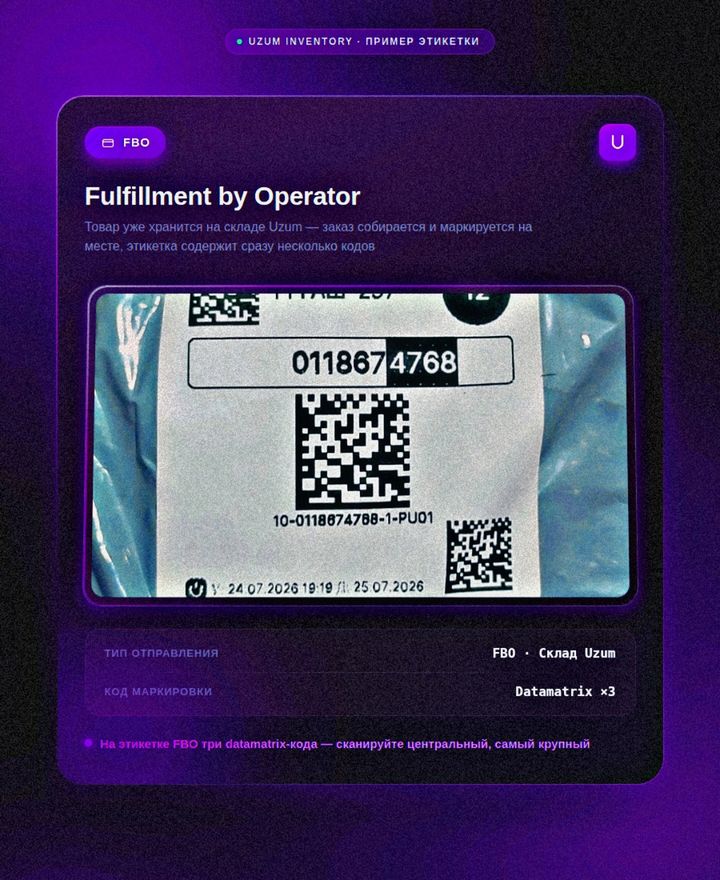 UZUM INVENTORY · ПРИМЕР ЭТИКЕТКИ
FBO
U
Fulfillment by Operator
Товар уже хранится на складе Uzum — заказ собирается и маркируется на
месте, этикетка содержит сразу несколько кодов
12
0118674768
10-0118674768-1-PU01
24.07.2026 19:19
25.07.2026
ТИП ОТПРАВЛЕНИЯ
FBO · Склад Uzum
КОД МАРКИРОВКИ
Datamatrix ×3
На этикетке FBO три datamatrix-кода — сканируйте центральный, самый крупный